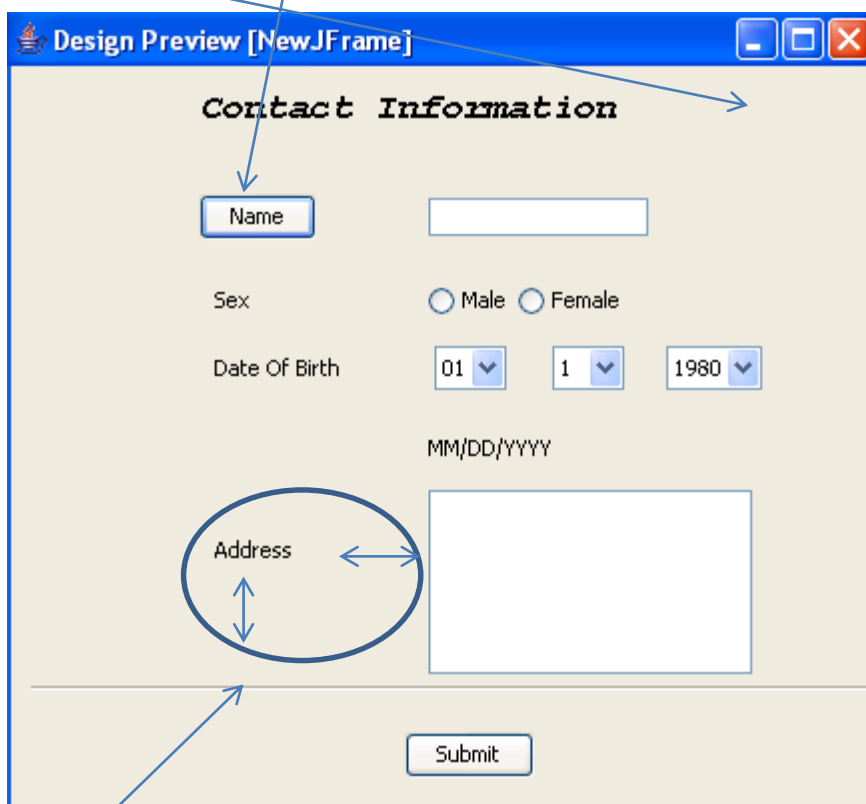 Design Preview [NewJFrame]
Contact Information
Name
Sex Male Female
Date Of Birth 01 1 1980
MM/DD/YYYY
Address
Submit